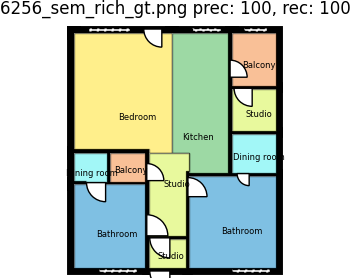 6256_sem_rich_gt.png prec: 100, rec: 100
Balcony
Bedroom
Studio
Kitchen
Dining room
Dining room
Balcony
Studio
Bathroom
Bathroom
Studio